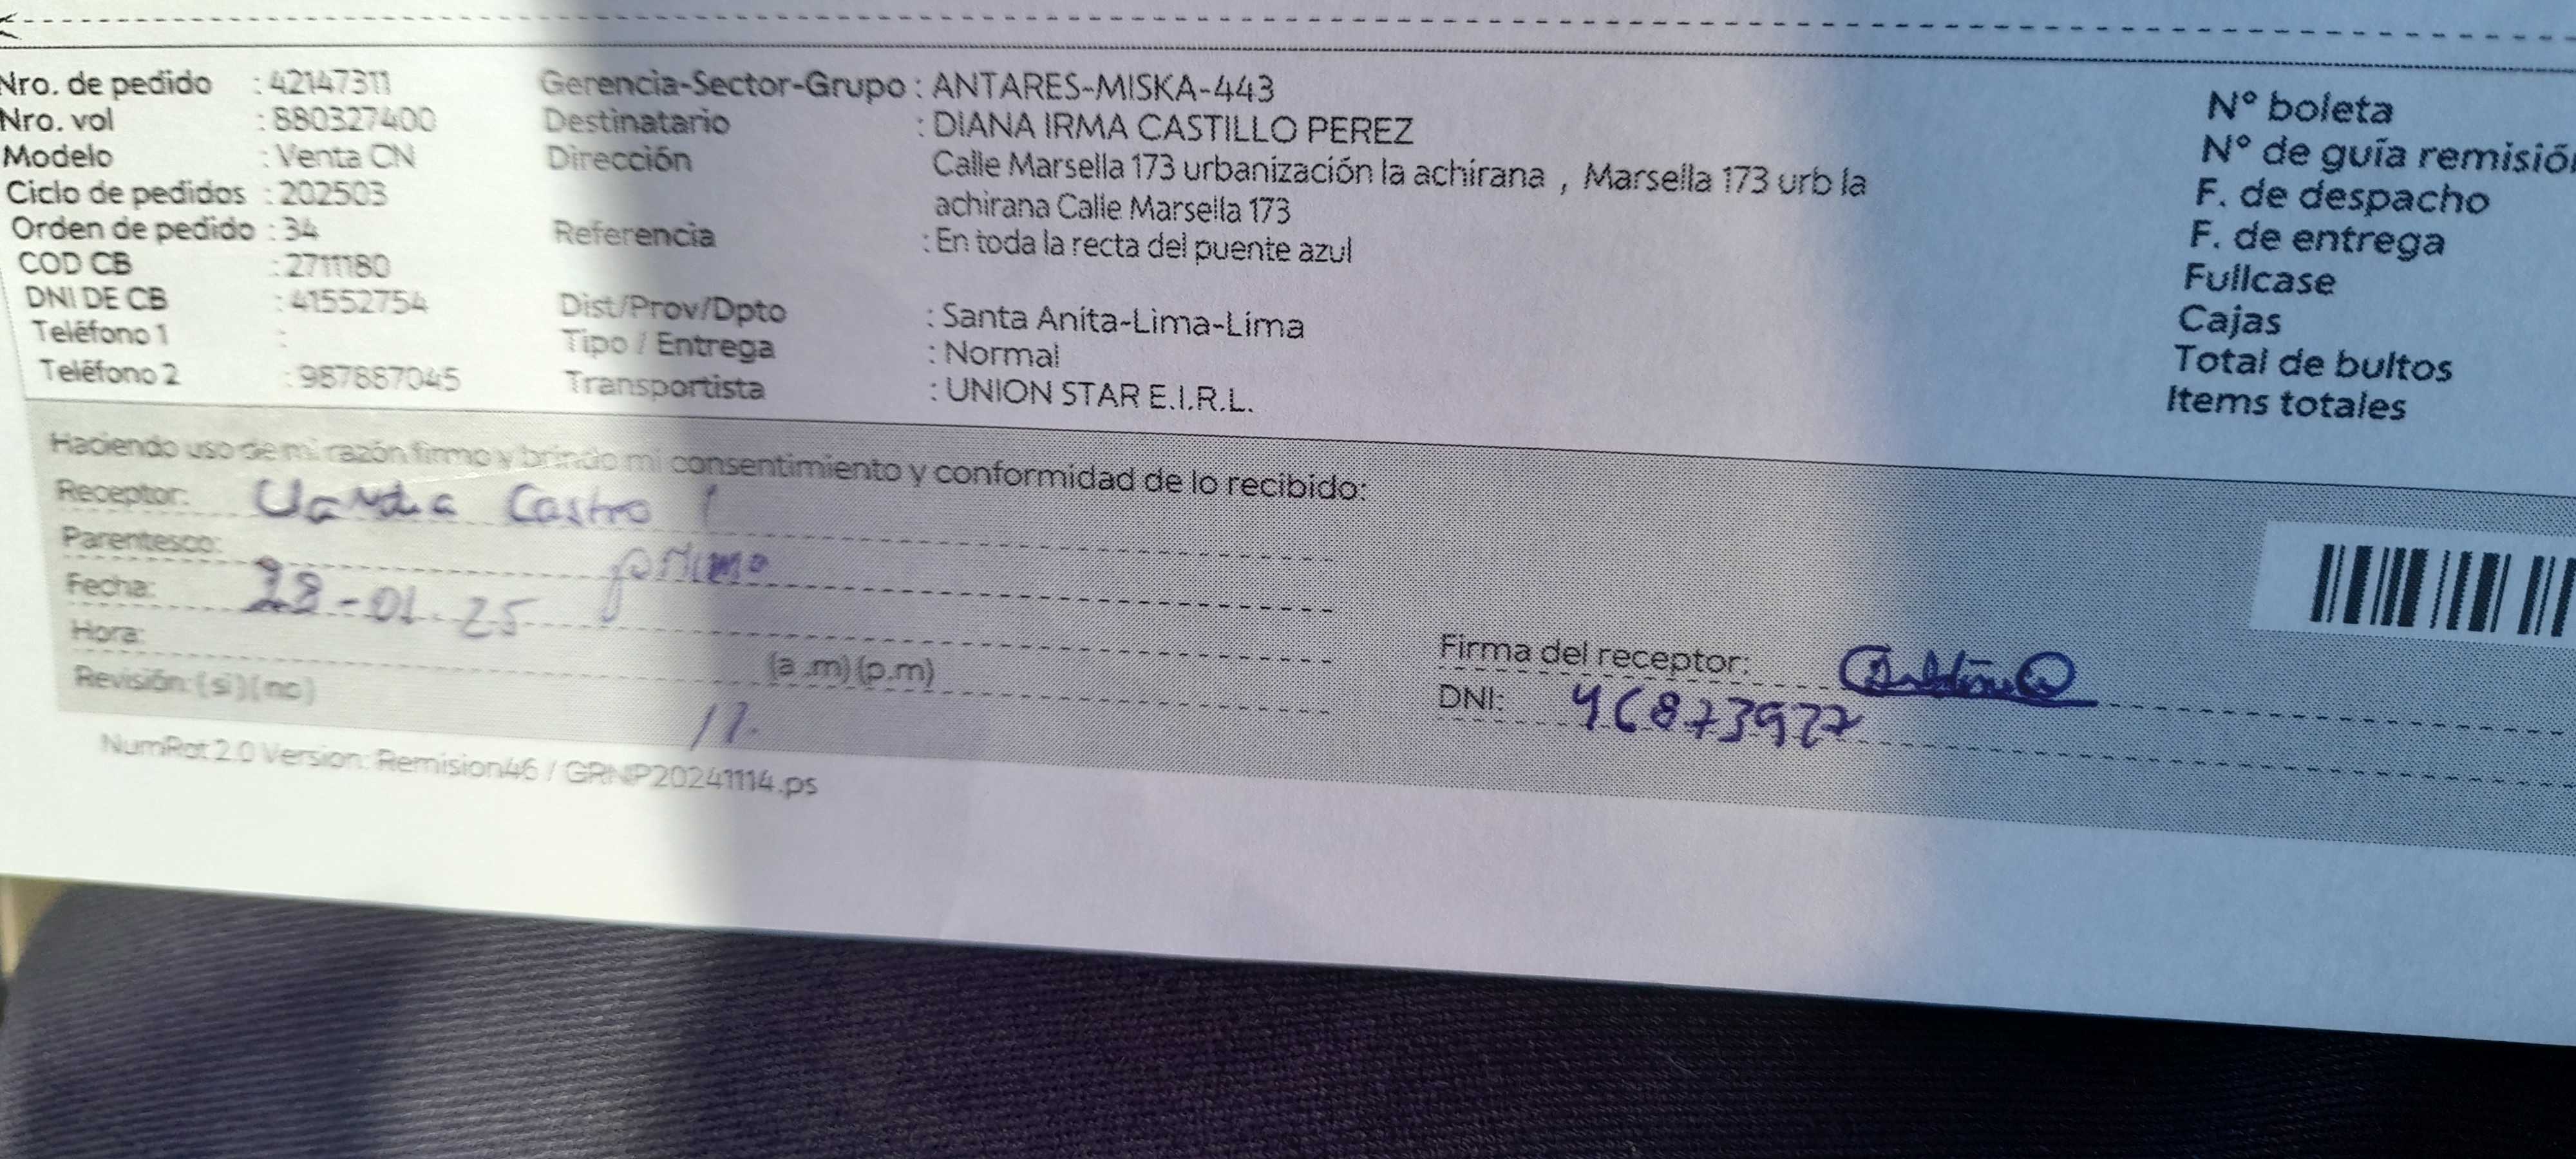 Nro. de pedido : 42147311
Nro. vol : 880327400
Modelo : Venta CN
Ciclo de pedidos : 202503
Orden de pedido : 34
COD CB : 2711180
DNI DE CB : 41552754
Teléfono 1 :
Teléfono 2 : 987887045
Gerencia-Sector-Grupo : ANTARES-MISKA-443
Destinatario : DIANA IRMA CASTILLO PEREZ
Dirección Calle Marsella 173 urbanización la achirana , Marsella 173 urb la
achirana Calle Marsella 173
Referencia : En toda la recta del puente azul
Dist/Prov/Dpto : Santa Anita-Lima-Lima
Tipo / Entrega : Normal
Transportista : UNION STAR E.I.R.L.
N° boleta
N° de guía remisión
F. de despacho
F. de entrega
Fullcase
Cajas
Total de bultos
Items totales
Haciendo uso de mi razón firmo y brindo mi consentimiento y conformidad de lo recibido:
Receptor: Castro
Parentesco: primo
Fecha: 28-01-25
Hora: (a .m) (p.m)
Revisión: ( si ) ( no )
Firma del receptor:
DNI: 46873927
NumRot 2.0 Version: Remision46 / GRNIP20241114.ps